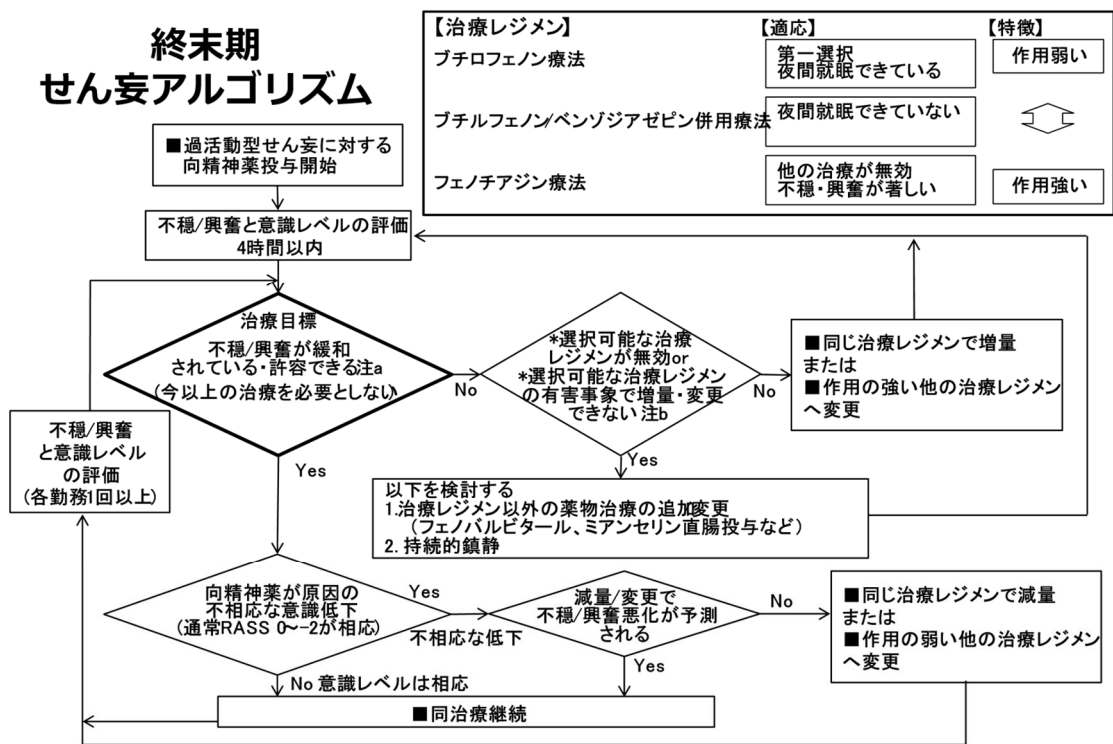 終末期
せん妄アルゴリズム
【治療レジメン】
【適応】
【特徴】
ブチロフェノン療法
第一選択
夜間就眠できている
作用弱い
ブチルフェノン/ベンゾジアゼピン併用療法
夜間就眠できていない
フェノチアジン療法
他の治療が無効
不穏・興奮が著しい
作用強い
■過活動型せん妄に対する
向精神薬投与開始
不穏/興奮と意識レベルの評価
4時間以内
治療目標
不穏/興奮が緩和
されている・許容できる注a
(今以上の治療を必要としない)
No
*選択可能な治療
レジメンが無効or
*選択可能な治療レジメン
の有害事象で増量・変更
できない 注b
No
■同じ治療レジメンで増量
または
■作用の強い他の治療レジメン
へ変更
不穏/興奮
と意識レベル
の評価
(各勤務1回以上)
Yes
Yes
以下を検討する
1.治療レジメン以外の薬物治療の追加変更
（フェノバルビタール、ミアンセリン直腸投与など）
2. 持続的鎮静
向精神薬が原因の
不相応な意識低下
(通常RASS 0～-2が相応)
Yes
不相応な低下
減量/変更で
不穏/興奮悪化が予測
される
No
■同じ治療レジメンで減量
または
■作用の弱い他の治療レジメン
へ変更
No 意識レベルは相応
Yes
■同治療継続